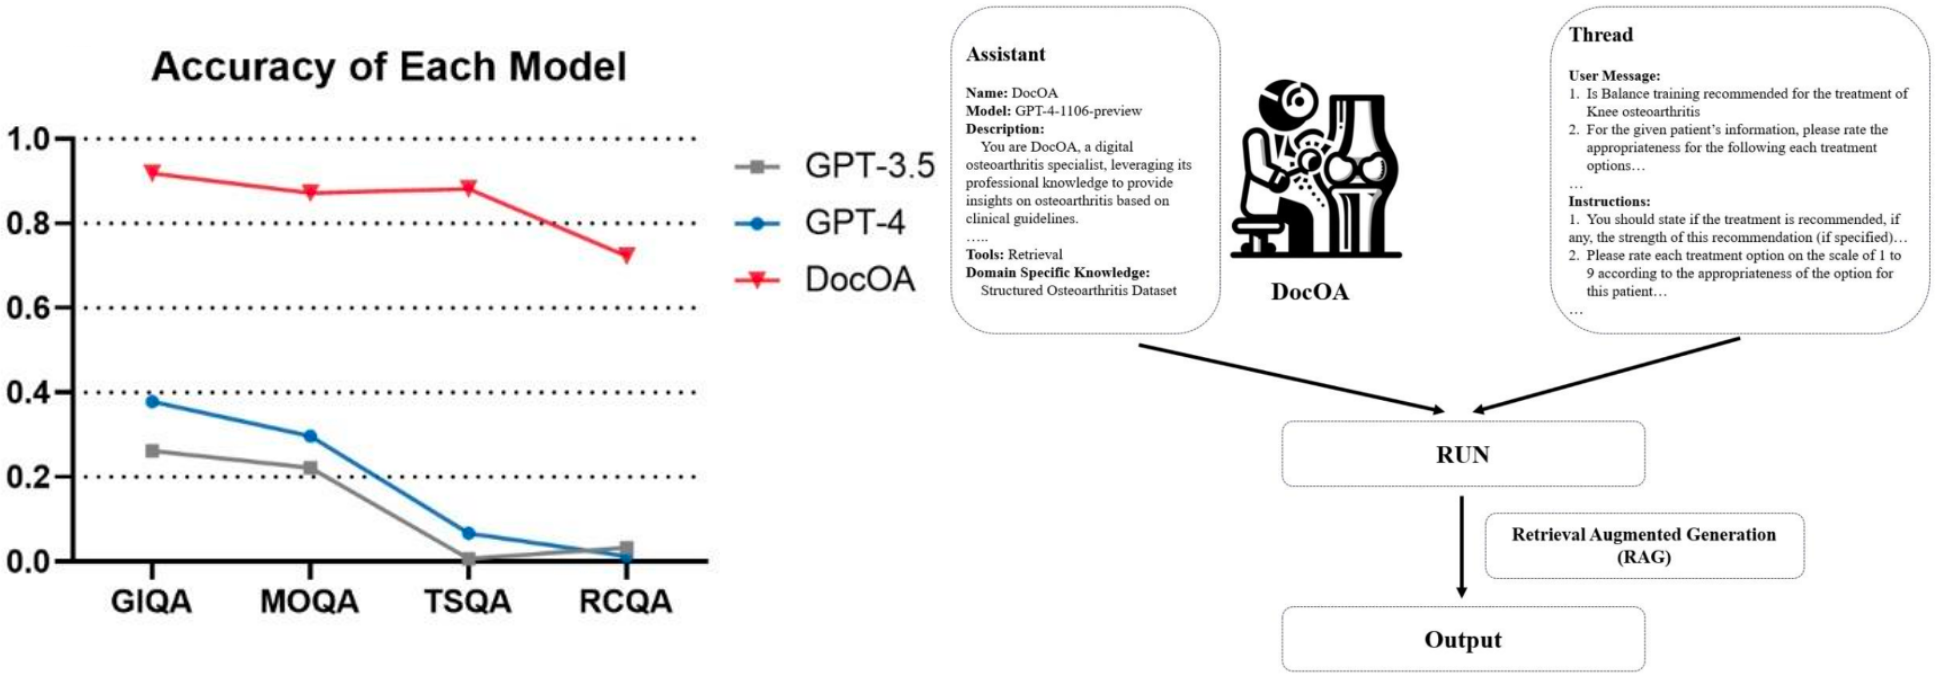 Accuracy of Each Model
1.0
0.8
0.6
0.4
0.2
0.0
GIQA MOQA TSQA RCQA
GPT-3.5
GPT-4
DocOA
Assistant
Name: DocOA
Model: GPT-4-1106-preview
Description:
You are DocOA, a digital
osteoarthritis specialist, leveraging its
professional knowledge to provide
insights on osteoarthritis based on
clinical guidelines.
.....
Tools: Retrieval
Domain Specific Knowledge:
Structured Osteoarthritis Dataset
DocOA
Thread
User Message:
1. Is Balance training recommended for the treatment of
Knee osteoarthritis
2. For the given patient's information, please rate the
appropriateness for the following each treatment
options…
…
Instructions:
1. You should state if the treatment is recommended, if
any, the strength of this recommendation (if specified)…
2. Please rate each treatment option on the scale of 1 to
9 according to the appropriateness of the option for
this patient…
…
RUN
Retrieval Augmented Generation
(RAG)
Output